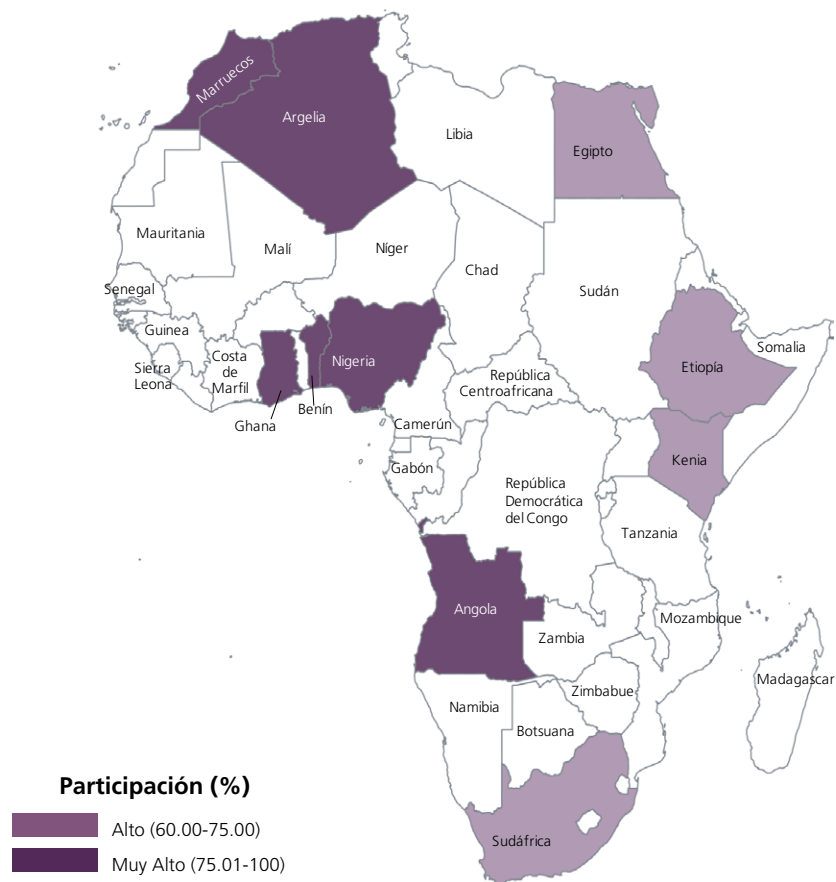 Marruecos
Argelia
Libia
Egipto
Mauritania
Malí
Níger
Chad
Sudán
Senegal
Guinea
Sierra
Leona
Costa
de
Marfil
Ghana
Benín
Nigeria
Camerún
República
Centroafricana
Etiopía
Somalia
Gabón
República
Democrática
del Congo
Kenia
Tanzania
Angola
Zambia
Mozambique
Madagascar
Namibia
Zimbabue
Botsuana
Sudáfrica
Participación (%)
Alto (60.00-75.00)
Muy Alto (75.01-100)